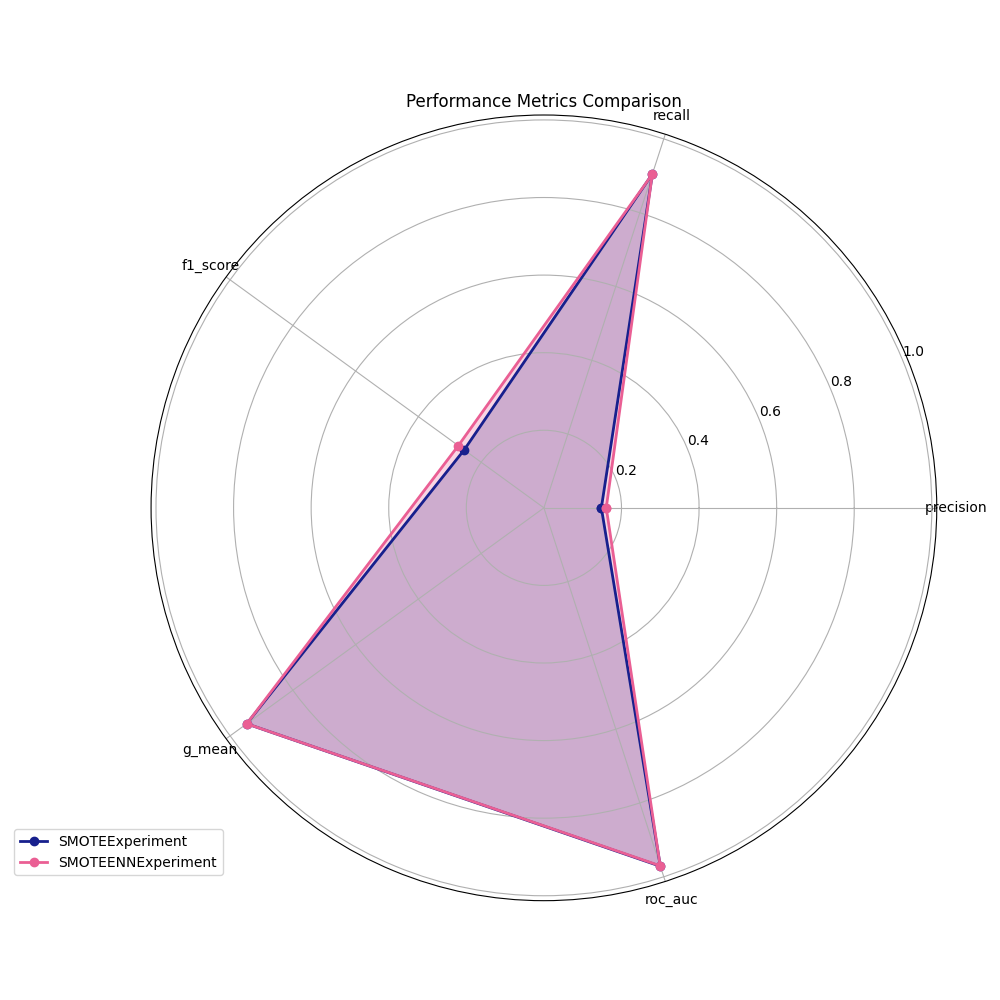 Performance Metrics Comparison
recall
f1_score
1.0
0.8
0.6
0.4
0.2
precision
g_mean
roc_auc
SMOTEExperiment
SMOTEENNExperiment